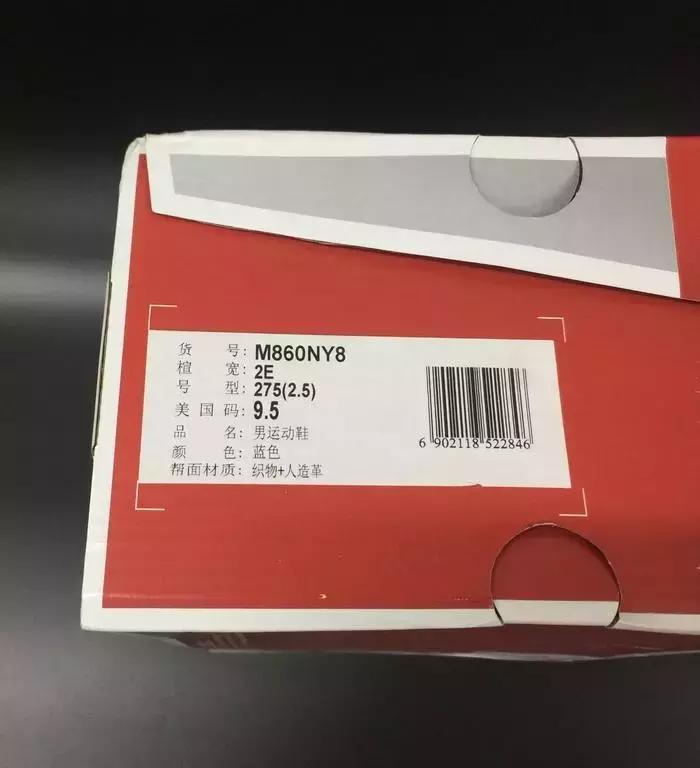 货号: M860NY8
楦宽: 2E
号型: 275(2.5)
美国码: 9.5
品名: 男运动鞋
颜色: 蓝色
帮面材质: 织物+人造革
6 902118 522846